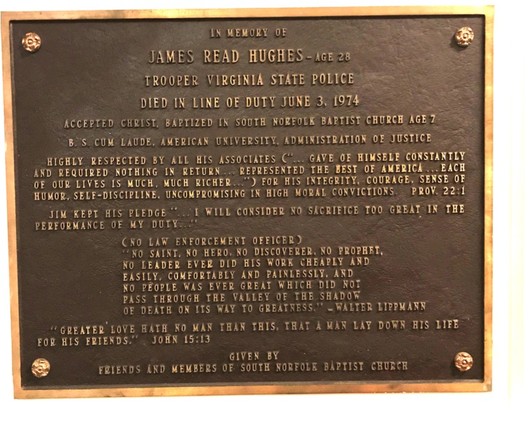 IN MEMORY OF
JAMES READ HUGHES - AGE 28
TROOPER VIRGINIA STATE POLICE
DIED IN LINE OF DUTY JUNE 3, 1974
ACCEPTED CHRIST, BAPTIZED IN SOUTH NORFOLK BAPTIST CHURCH AGE 7
B. S. CUM LAUDE, AMERICAN UNIVERSITY, ADMINISTRATION OF JUSTICE
HIGHLY RESPECTED BY ALL HIS ASSOCIATES ("... GAVE OF HIMSELF CONSTANTLY
AND REQUIRED NOTHING IN RETURN... REPRESENTED THE BEST OF AMERICA... EACH
OF OUR LIVES IS MUCH, MUCH RICHER...") FOR HIS INTEGRITY, COURAGE, SENSE OF
HUMOR, SELF-DISCIPLINE, UNCOMPROMISING IN HIGH MORAL CONVICTIONS. PROV. 22:1
JIM KEPT HIS PLEDGE "... I WILL CONSIDER NO SACRIFICE TOO GREAT IN THE
PERFORMANCE OF MY DUTY..."
(NO LAW ENFORCEMENT OFFICER)
"NO SAINT, NO HERO, NO DISCOVERER, NO PROPHET,
NO LEADER EVER DID HIS WORK CHEAPLY AND
EASILY, COMFORTABLY AND PAINLESSLY, AND
NO PEOPLE WAS EVER GREAT WHICH DID NOT
PASS THROUGH THE VALLEY OF THE SHADOW
OF DEATH ON ITS WAY TO GREATNESS." - WALTER LIPPMANN
"GREATER LOVE HATH NO MAN THAN THIS, THAT A MAN LAY DOWN HIS LIFE
FOR HIS FRIENDS." JOHN 15:13
GIVEN BY
FRIENDS AND MEMBERS OF SOUTH NORFOLK BAPTIST CHURCH